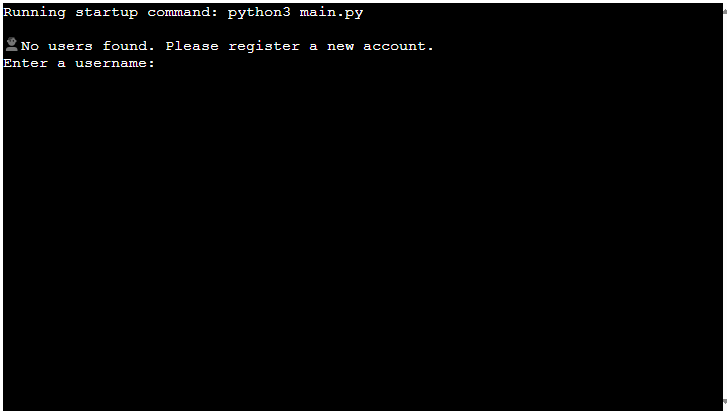 Running startup command: python3 main.py
No users found. Please register a new account.
Enter a username: